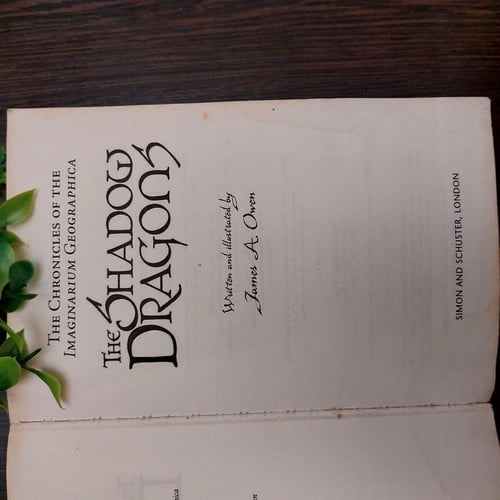 THE CHRONICLES OF THE
IMAGINARIUM GEOGRAPHICA
THE SHADOW
DRAGONS
Written and illustrated by
James A. Owen
SIMON AND SCHUSTER, LONDON